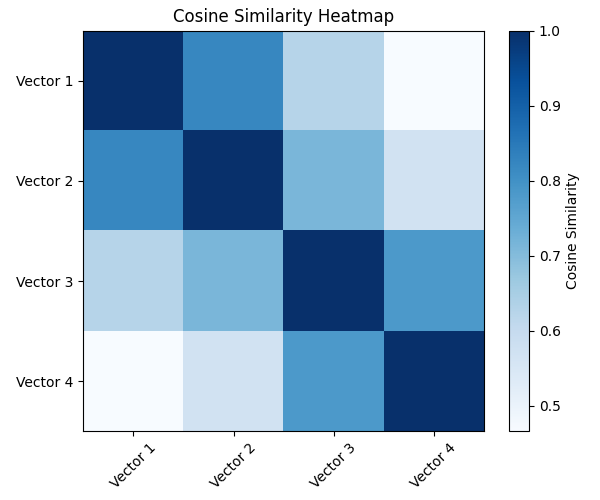 Cosine Similarity Heatmap
Vector 1
Vector 2
Vector 3
Vector 4
Vector 1
Vector 2
Vector 3
Vector 4
1.0
0.9
0.8
0.7
0.6
0.5
Cosine Similarity